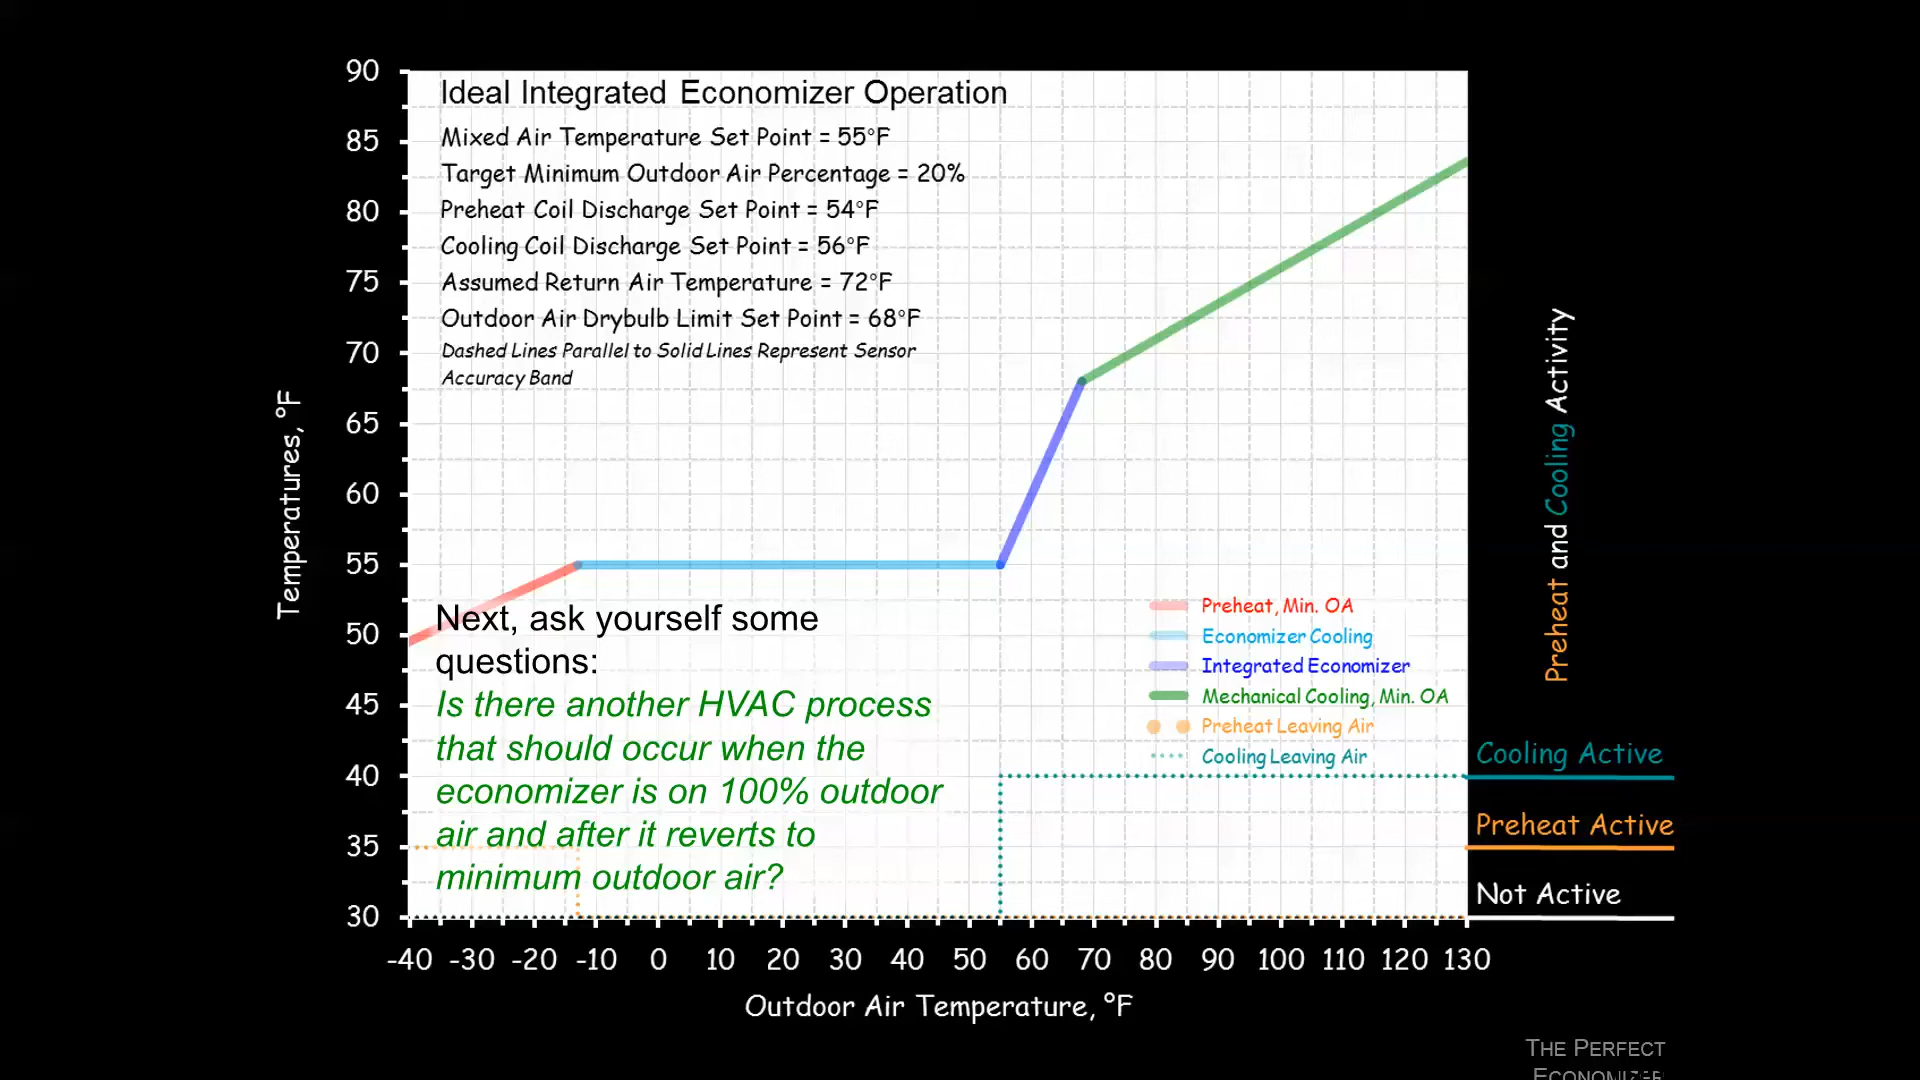 Ideal Integrated Economizer Operation
Mixed Air Temperature Set Point = 55°F
Target Minimum Outdoor Air Percentage = 20%
Preheat Coil Discharge Set Point = 54°F
Cooling Coil Discharge Set Point = 56°F
Assumed Return Air Temperature = 72°F
Outdoor Air Drybulb Limit Set Point = 68°F
Dashed Lines Parallel to Solid Lines Represent Sensor
Accuracy Band
90
85
80
75
70
65
60
55
50
45
40
35
30
Temperatures, °F
Next, ask yourself some
questions:
Is there another HVAC process
that should occur when the
economizer is on 100% outdoor
air and after it reverts to
minimum outdoor air?
Preheat, Min. OA
Economizer Cooling
Integrated Economizer
Mechanical Cooling, Min. OA
Preheat Leaving Air
Cooling Leaving Air
Preheat and Cooling Activity
Cooling Active
Preheat Active
Not Active
-40 -30 -20 -10 0 10 20 30 40 50 60 70 80 90 100 110 120 130
Outdoor Air Temperature, °F
THE PERFECT
ECONOMIZER